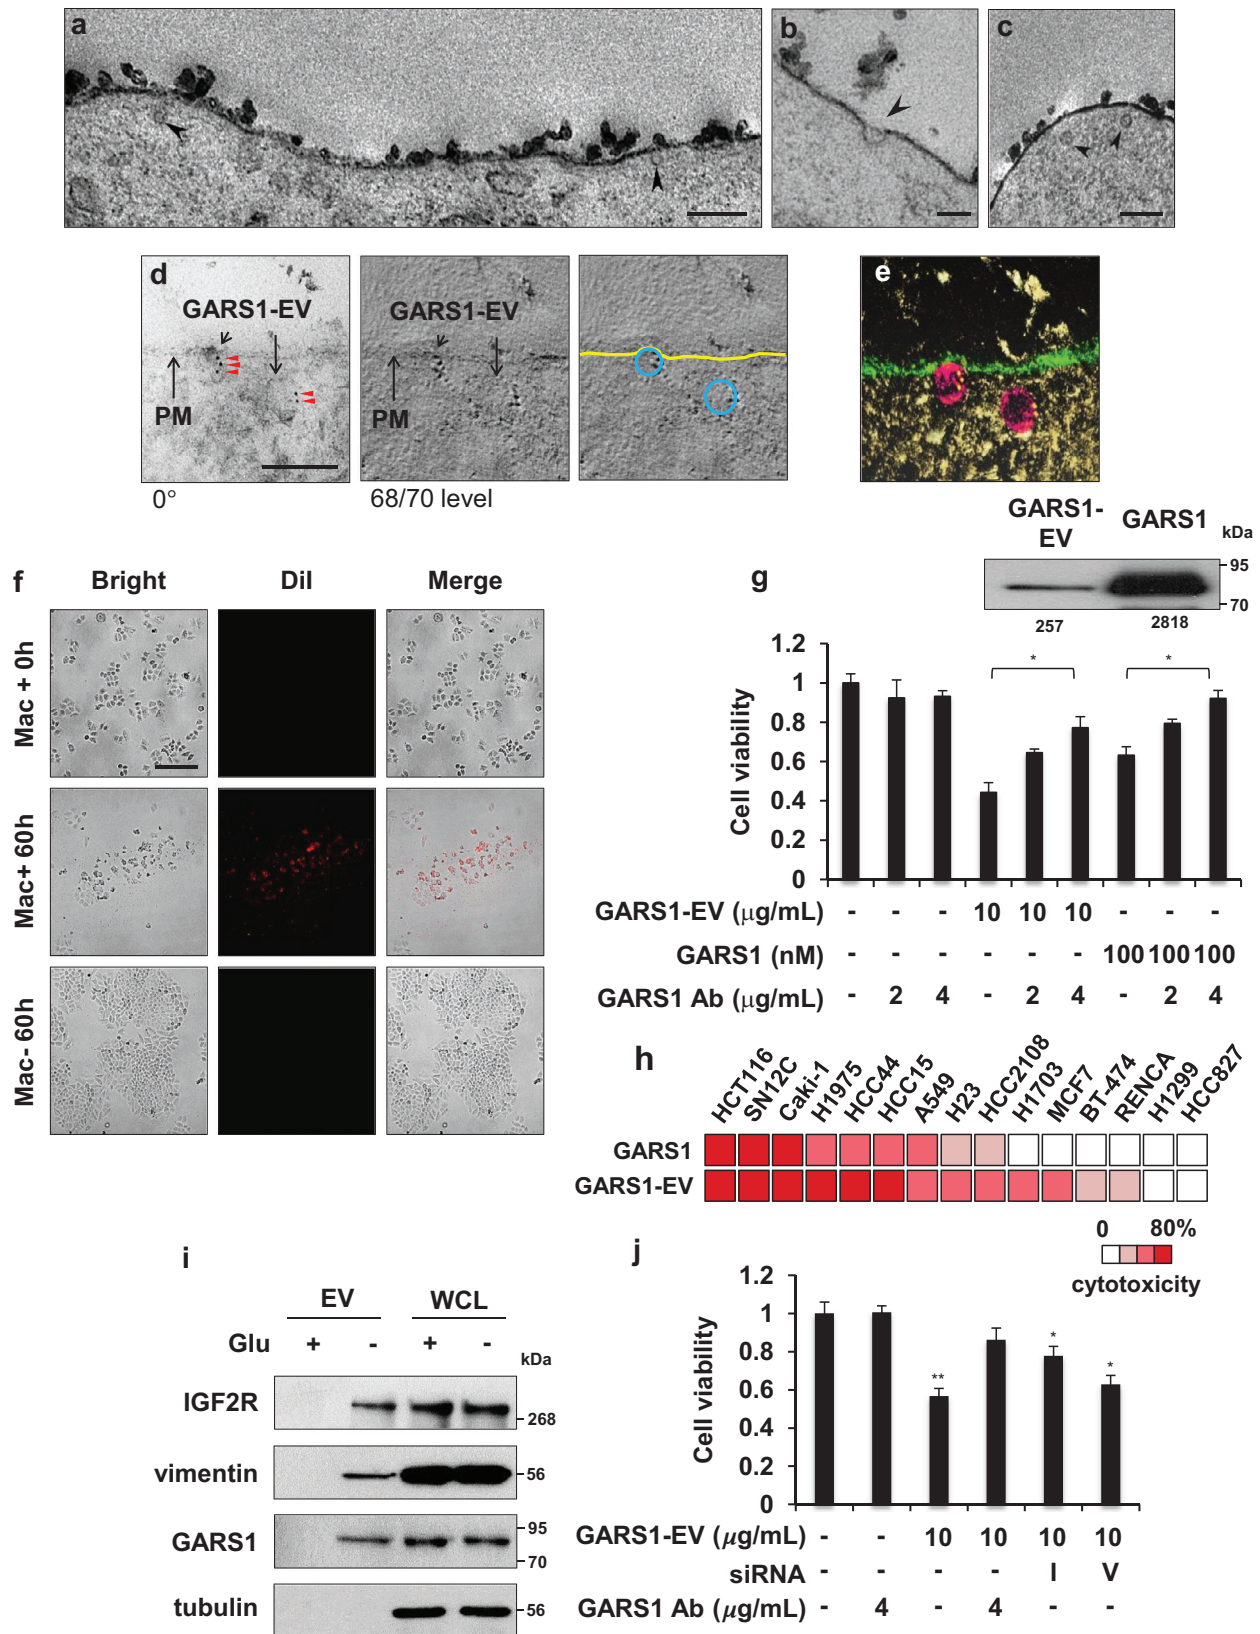 a
b
c
d
GARS1-EV
PM
0°
GARS1-EV
PM
68/70 level
e
f
Bright
DiI
Merge
Mac + 0h
Mac+ 60h
Mac- 60h
g
GARS1-
EV
GARS1
kDa
95
70
257
2818
Cell viability
1.2
1
0.8
0.6
0.4
0.2
0
*
*
GARS1-EV (μg/mL) - - - 10 10 10 - - -
GARS1 (nM) - - - - - - 100 100 100
GARS1 Ab (μg/mL) - 2 4 - 2 4 - 2 4
h
HCT116
SN12C
Caki-1
H1975
HCC44
HCC15
A549
H23
HCC2108
H1703
MCF7
BT-474
RENCA
H1299
HCC827
GARS1
GARS1-EV
0 80%
cytotoxicity
i
EV WCL
Glu + - + -
kDa
IGF2R
268
vimentin
56
GARS1
95
70
tubulin
56
j
Cell viability
1.2
1
0.8
0.6
0.4
0.2
0
**
*
*
GARS1-EV (μg/mL) - - 10 10 10 10
siRNA - - - - I V
GARS1 Ab (μg/mL) - 4 - 4 - -